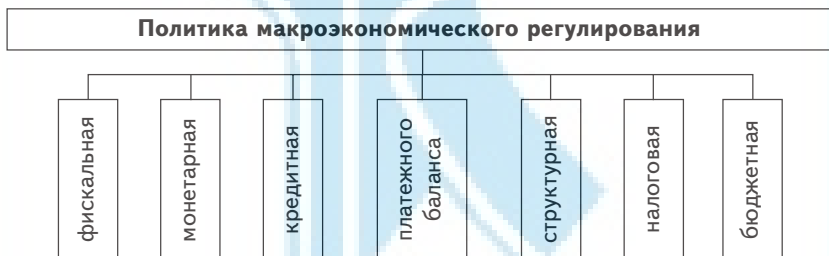 Политика макроэкономического регулирования
фискальная
монетарная
кредитная
платежного
баланса
структурная
налоговая
бюджетная